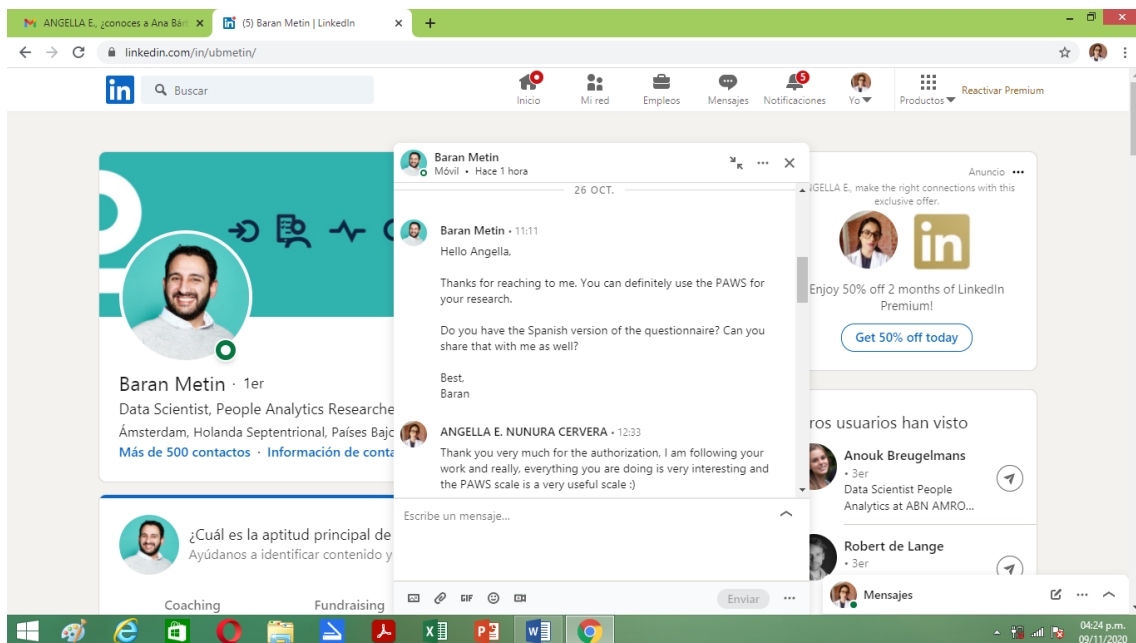 ANGELLA E., ¿conoces a Ana Bár
(5) Baran Metin | LinkedIn
linkedin.com/in/ubmetin/
in
Buscar
Inicio
Mi red
Empleos
Mensajes
5
Notificaciones
Yo
Productos
Reactivar Premium
Baran Metin · 1er
Data Scientist, People Analytics Researche
Ámsterdam, Holanda Septentrional, Países Bajo
Más de 500 contactos · Información de conta
¿Cuál es la aptitud principal de
Ayúdanos a identificar contenido y
Coaching
Fundraising
Baran Metin
Móvil • Hace 1 hora
26 OCT.
Baran Metin • 11:11
Hello Angella,
Thanks for reaching to me. You can definitely use the PAWS for
your research.
Do you have the Spanish version of the questionnaire? Can you
share that with me as well?
Best,
Baran
ANGELLA E. NUNURA CERVERA • 12:33
Thank you very much for the authorization, I am following your
work and really, everything you are doing is very interesting and
the PAWS scale is a very useful scale :)
Escribe un mensaje...
GIF
Enviar
Anuncio
NGELLA E., make the right connections with this
exclusive offer.
in
Enjoy 50% off 2 months of LinkedIn
Premium!
Get 50% off today
ros usuarios han visto
Anouk Breugelmans
• 3er
Data Scientist People
Analytics at ABN AMRO...
Robert de Lange
• 3er
Mensajes
04:24 p.m.
09/11/2020